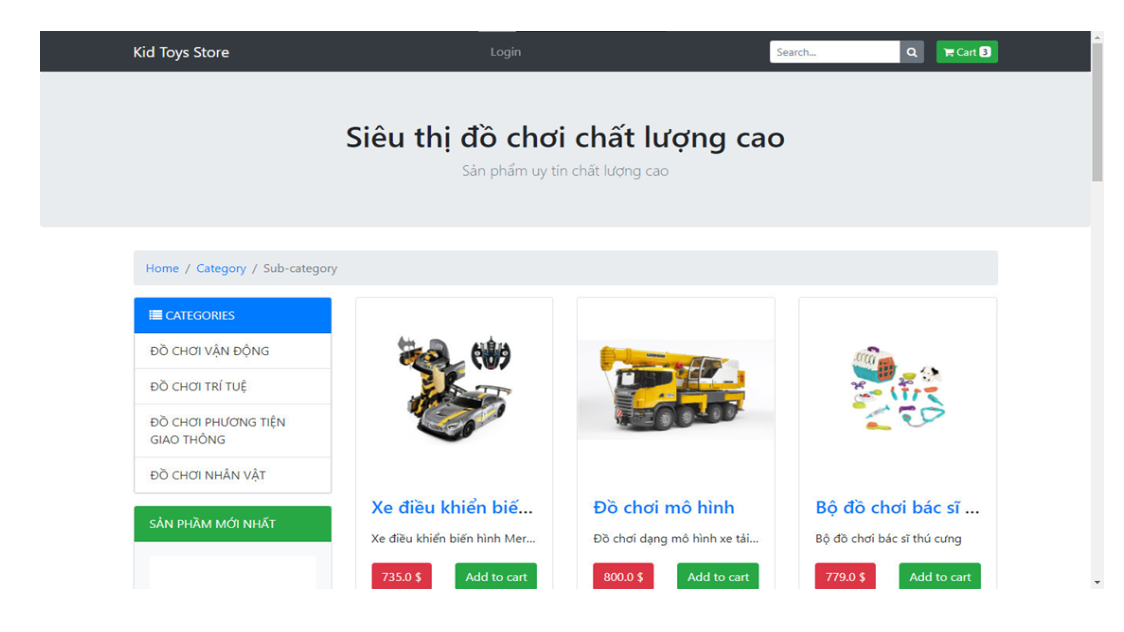 Kid Toys Store
Login
Search...
Cart 3
Siêu thị đồ chơi chất lượng cao
Sản phẩm uy tín chất lượng cao
Home / Category / Sub-category
CATEGORIES
ĐỒ CHƠI VẬN ĐỘNG
ĐỒ CHƠI TRÍ TUỆ
ĐỒ CHƠI PHƯƠNG TIỆN
GIAO THÔNG
ĐỒ CHƠI NHÂN VẬT
SẢN PHẦM MỚI NHẤT
Xe điều khiển biế...
Xe điều khiển biến hình Mer...
735.0 $
Add to cart
Đồ chơi mô hình
Đồ chơi dạng mô hình xe tải...
800.0 $
Add to cart
Bộ đồ chơi bác sĩ ...
Bộ đồ chơi bác sĩ thú cưng
779.0 $
Add to cart